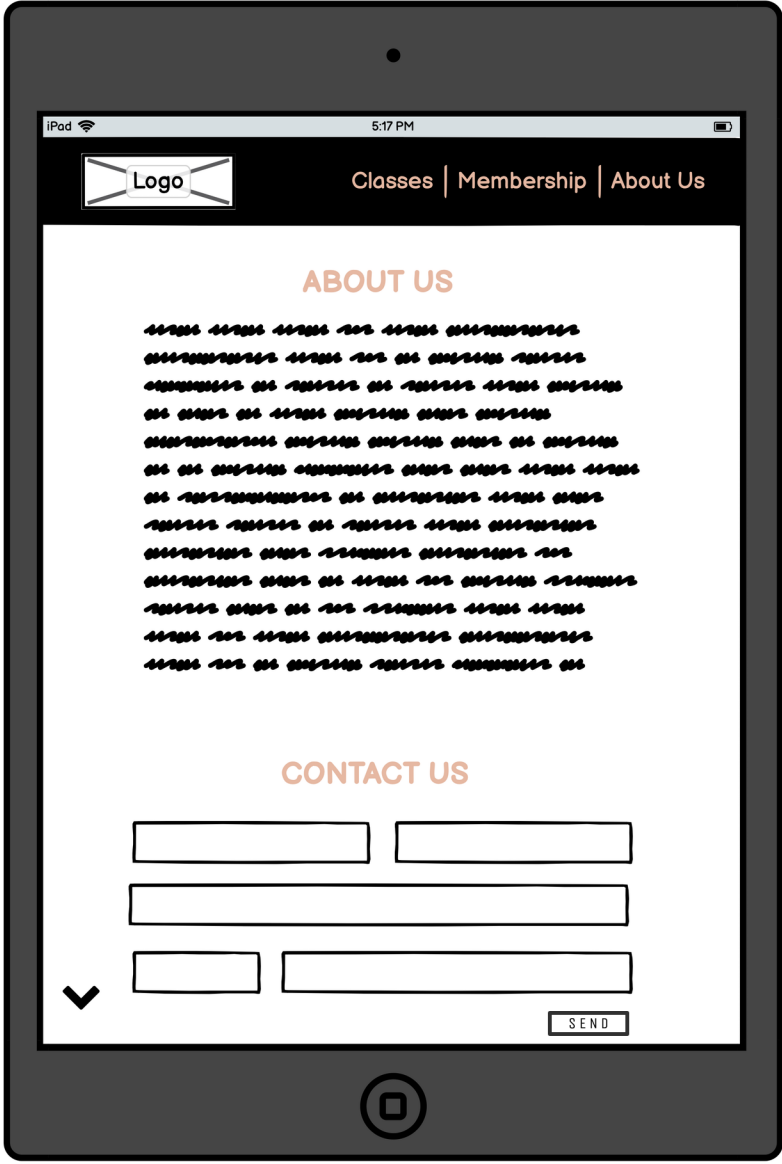 iPad 5:17 PM
Logo Classes Membership About Us
ABOUT US
CONTACT US
SEND